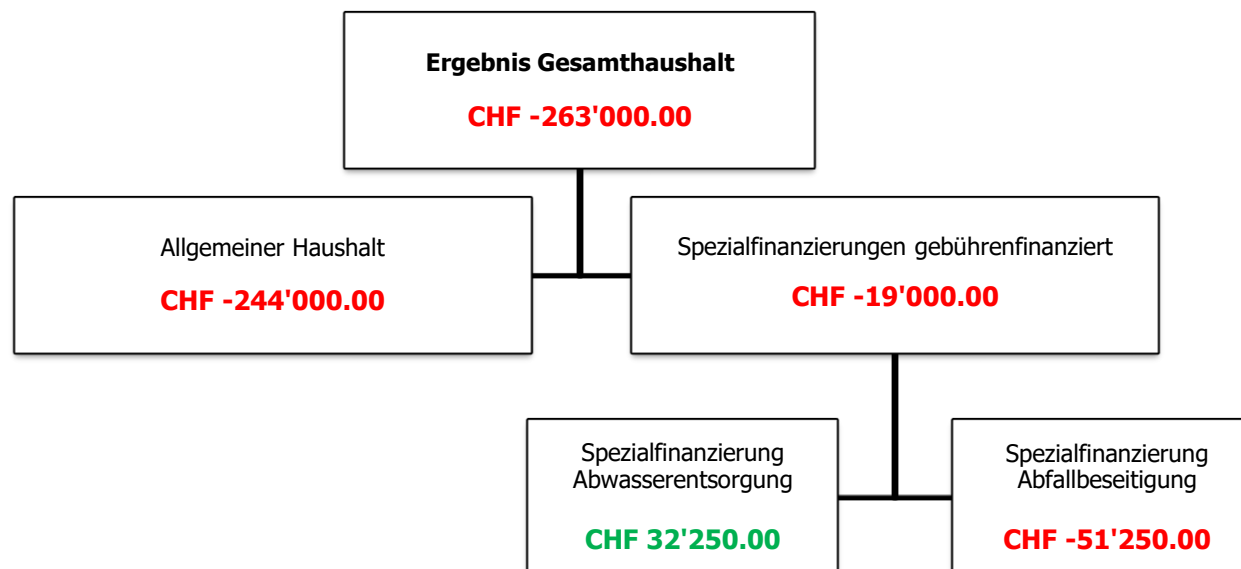 Ergebnis Gesamthaushalt
CHF -263'000.00
Allgemeiner Haushalt
CHF -244'000.00
Spezialfinanzierungen gebührenfinanziert
CHF -19'000.00
Spezialfinanzierung
Abwasserentsorgung
CHF 32'250.00
Spezialfinanzierung
Abfallbeseitigung
CHF -51'250.00